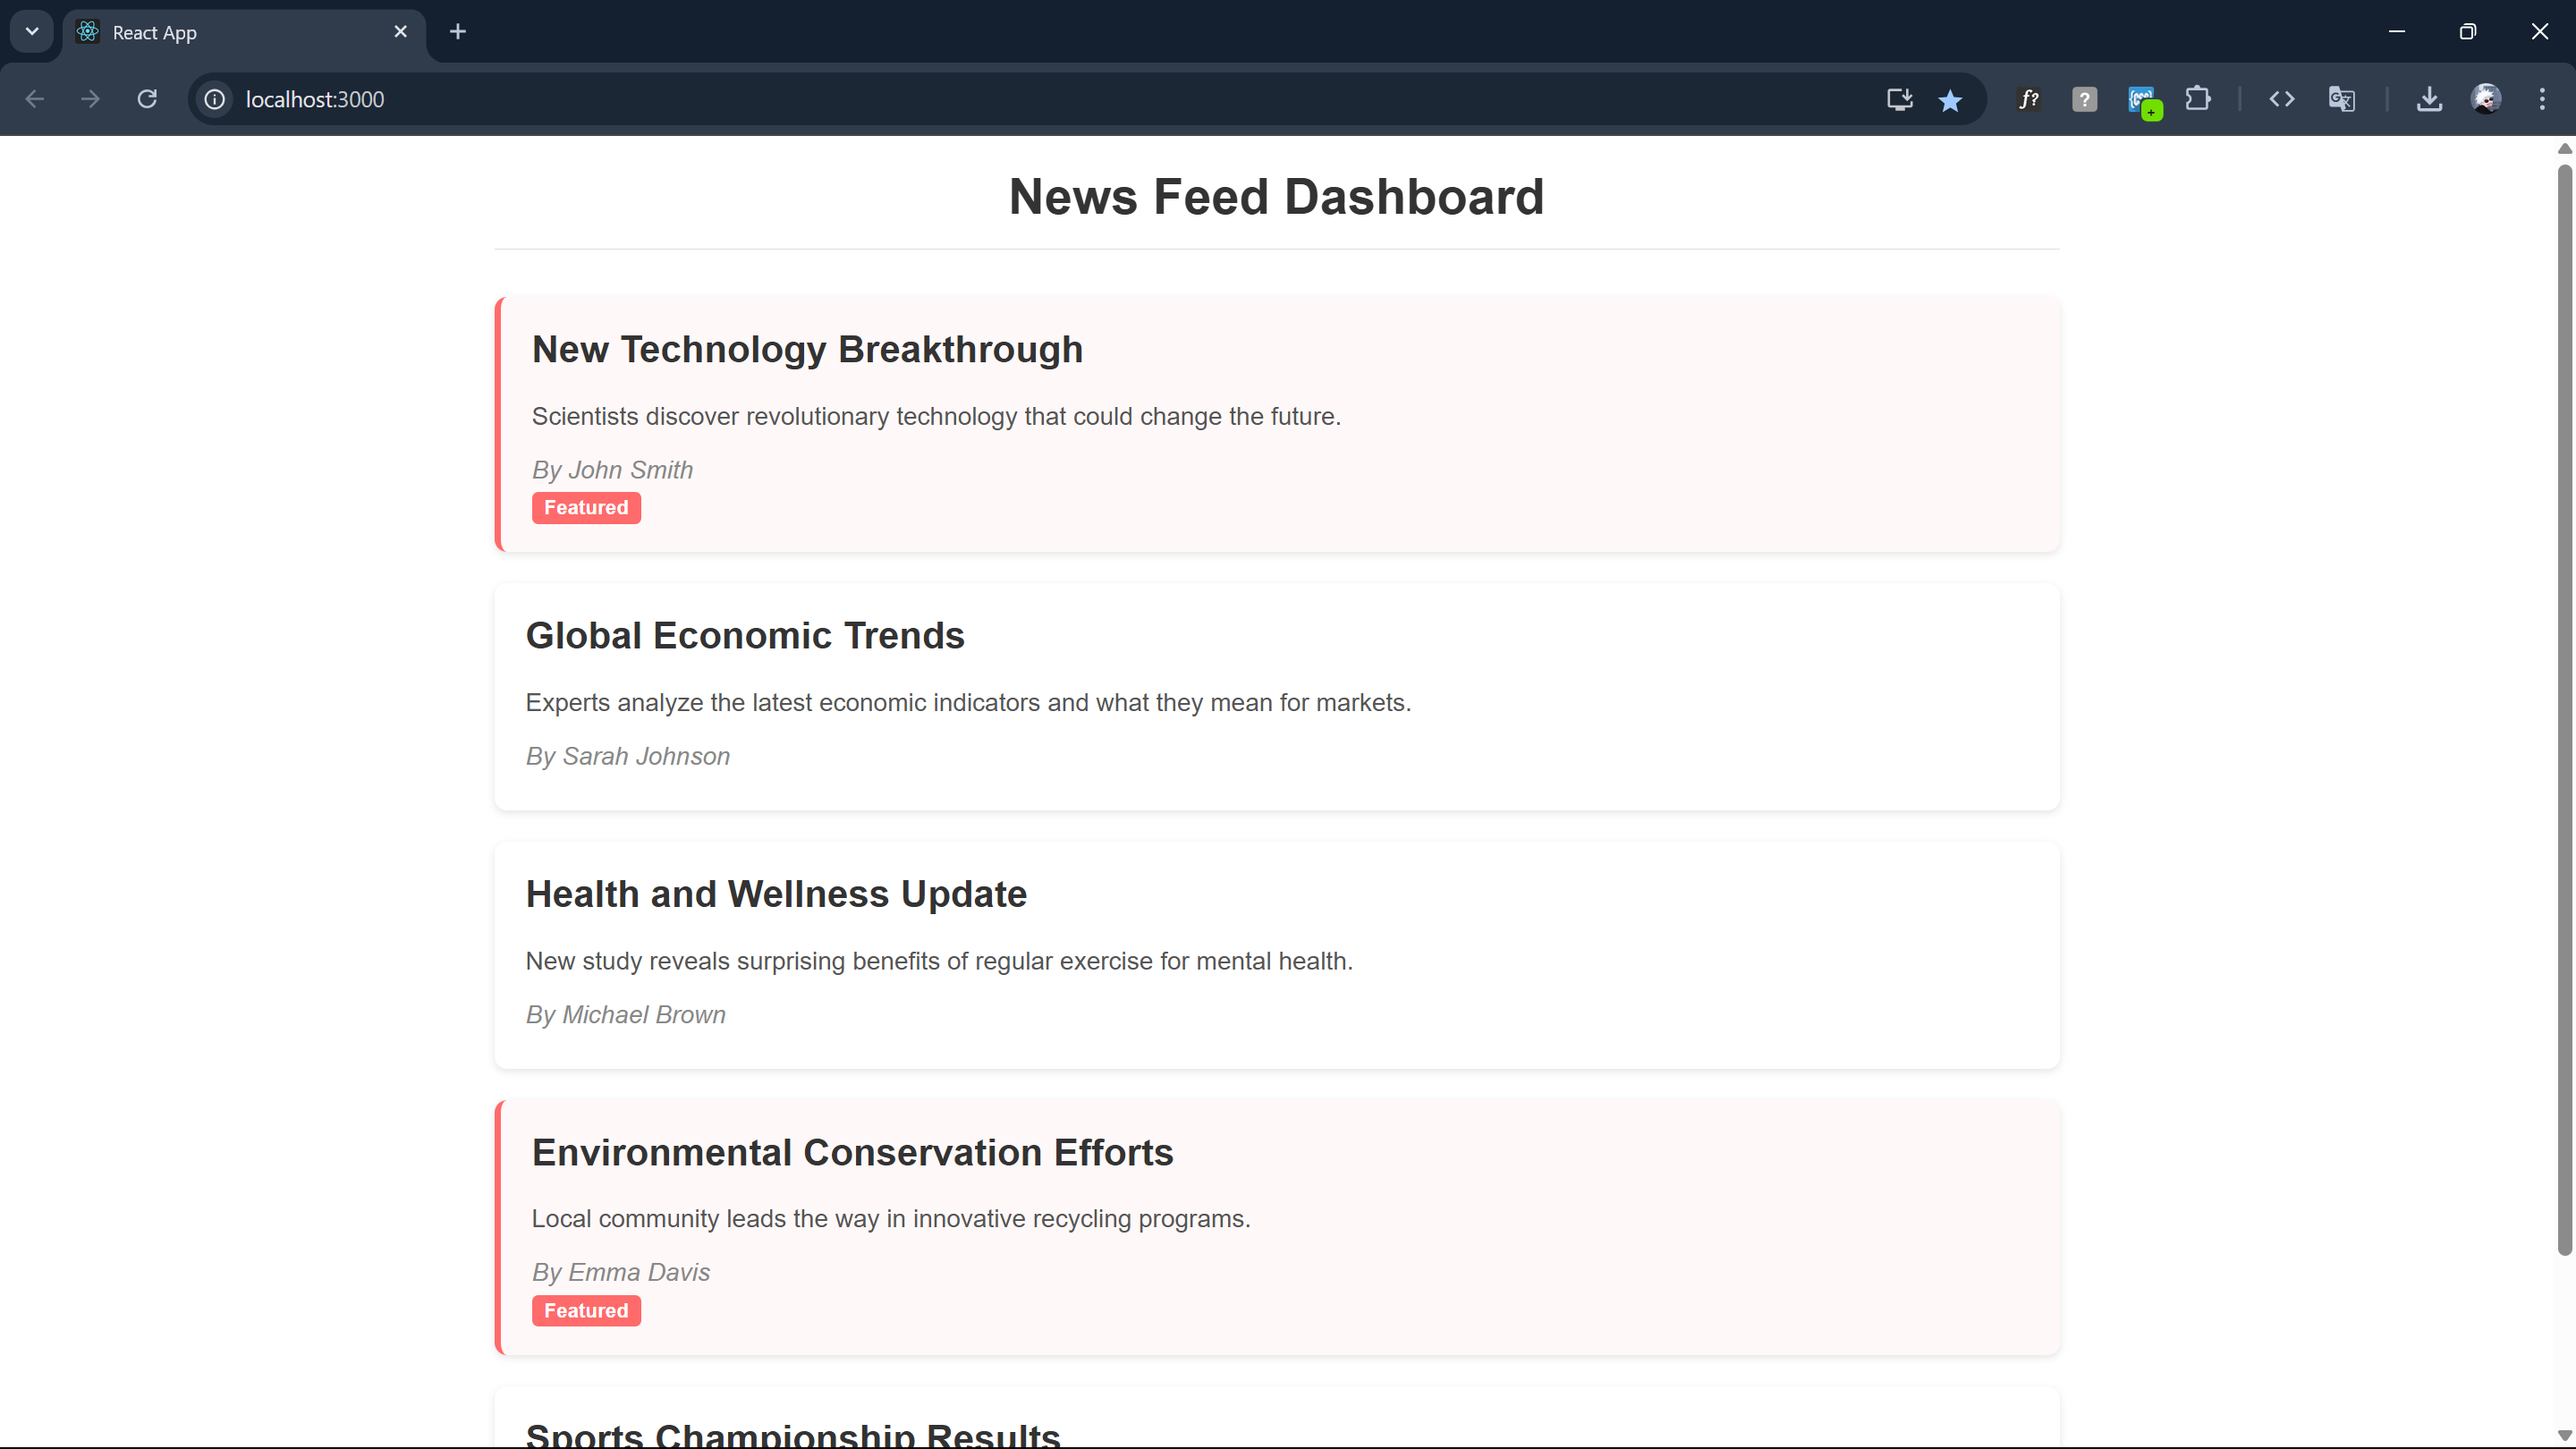 React App
localhost:3000
News Feed Dashboard
New Technology Breakthrough
Scientists discover revolutionary technology that could change the future.
By John Smith
Featured
Global Economic Trends
Experts analyze the latest economic indicators and what they mean for markets.
By Sarah Johnson
Health and Wellness Update
New study reveals surprising benefits of regular exercise for mental health.
By Michael Brown
Environmental Conservation Efforts
Local community leads the way in innovative recycling programs.
By Emma Davis
Featured
Sports Championship Results